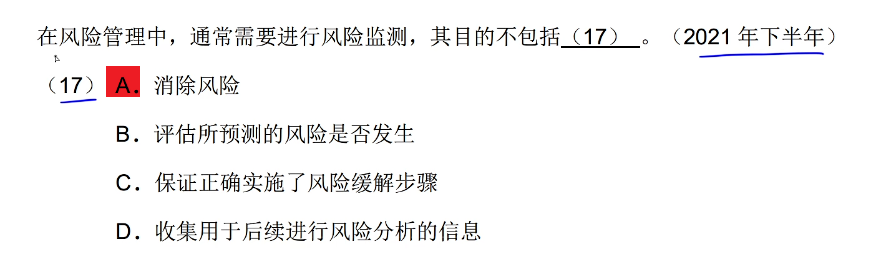 在风险管理中，通常需要进行风险监测，其目的不包括（17） 。（2021 年下半年）
（17） A．消除风险
B．评估所预测的风险是否发生
C．保证正确实施了风险缓解步骤
D．收集用于后续进行风险分析的信息